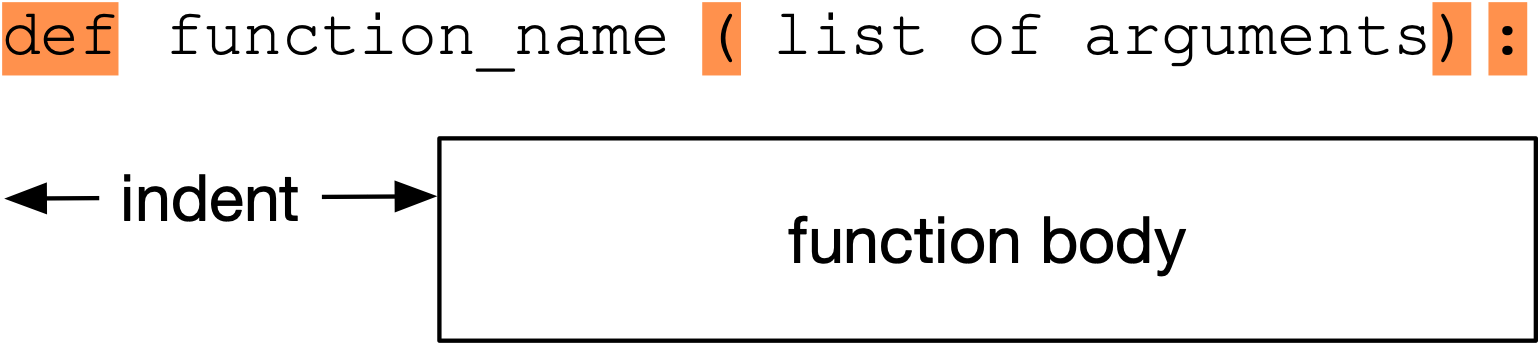 def function_name ( list of arguments) :
indent
function body